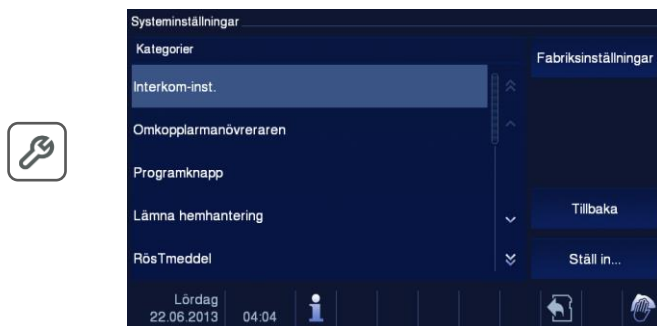 Systeminställningar
Kategorier
Fabriksinställningar
Interkom-inst.
Omkopplarmanövreraren
Programknapp
Lämna hemhantering
Tillbaka
RösTmeddel
Ställ in...
Lördag
22.06.2013 04:04